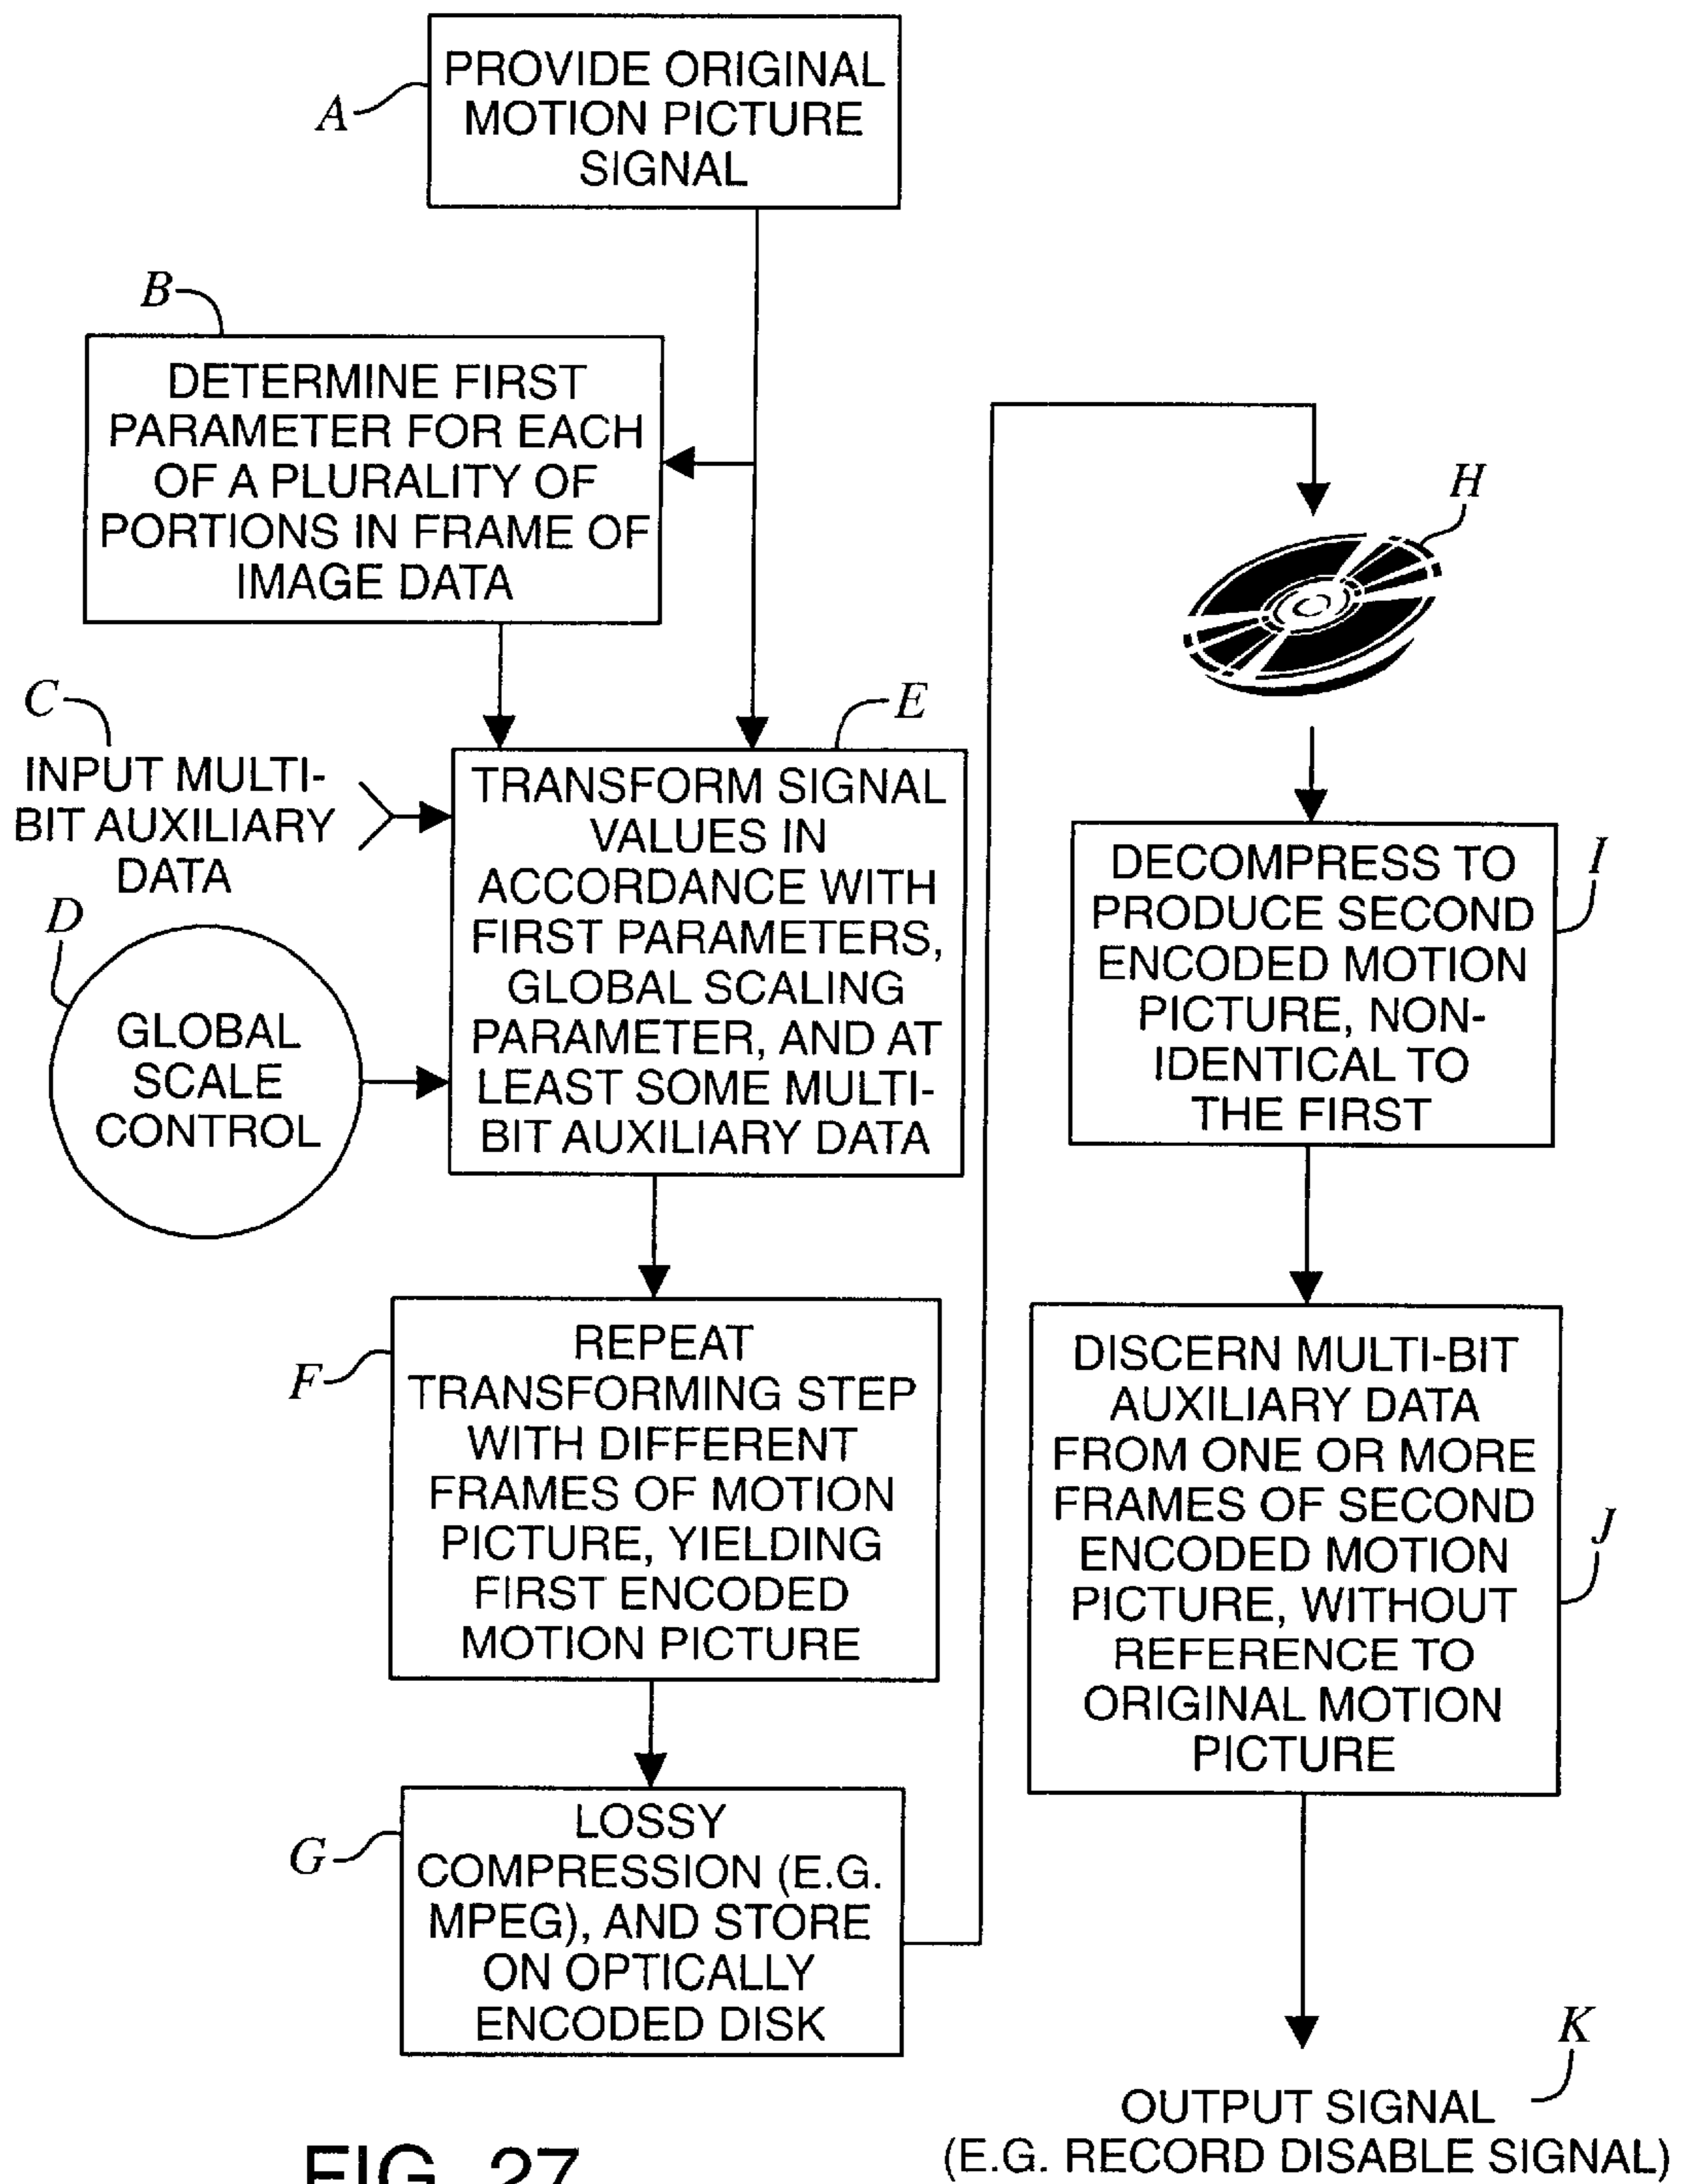 PROVIDE ORIGINAL
MOTION PICTURE
SIGNAL
A
B
DETERMINE FIRST
PARAMETER FOR EACH
OF A PLURALITY OF
PORTIONS IN FRAME OF
IMAGE DATA
C
INPUT MULTI-
BIT AUXILIARY
DATA
D
GLOBAL
SCALE
CONTROL
E
TRANSFORM SIGNAL
VALUES IN
ACCORDANCE WITH
FIRST PARAMETERS,
GLOBAL SCALING
PARAMETER, AND AT
LEAST SOME MULTI-
BIT AUXILIARY DATA
F
REPEAT
TRANSFORMING STEP
WITH DIFFERENT
FRAMES OF MOTION
PICTURE, YIELDING
FIRST ENCODED
MOTION PICTURE
G
LOSSY
COMPRESSION (E.G.
MPEG), AND STORE
ON OPTICALLY
ENCODED DISK
H
I
DECOMPRESS TO
PRODUCE SECOND
ENCODED MOTION
PICTURE, NON-
IDENTICAL TO
THE FIRST
J
DISCERN MULTI-BIT
AUXILIARY DATA
FROM ONE OR MORE
FRAMES OF SECOND
ENCODED MOTION
PICTURE, WITHOUT
REFERENCE TO
ORIGINAL MOTION
PICTURE
K
OUTPUT SIGNAL
(E.G. RECORD DISABLE SIGNAL)
FIG. 27